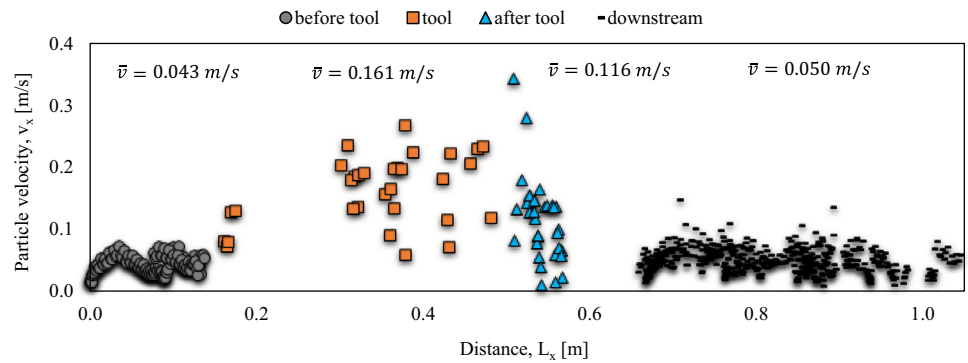 before tool tool after tool downstream
v̄ = 0.043 m/s v̄ = 0.161 m/s v̄ = 0.116 m/s v̄ = 0.050 m/s
Particle velocity, v_x [m/s]
0.4
0.3
0.2
0.1
0.0
0.0 0.2 0.4 0.6 0.8 1.0
Distance, L_x [m]